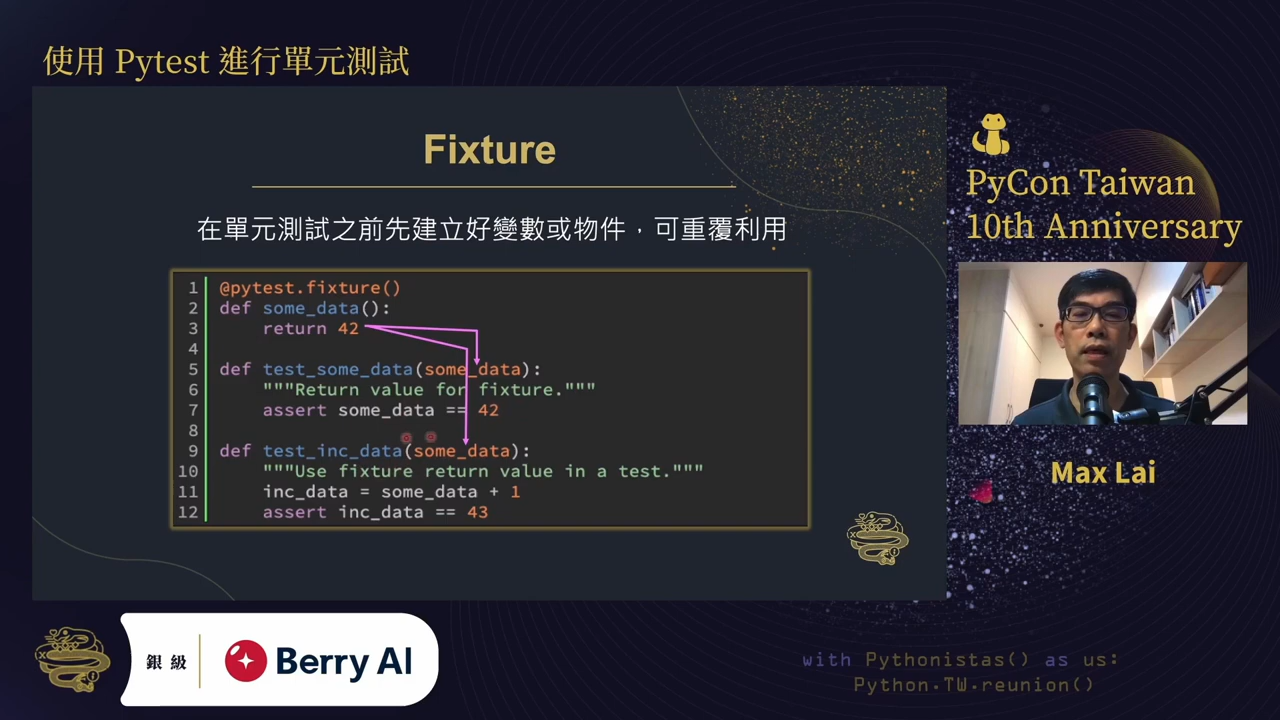 使用 Pytest 進行單元測試
Fixture
在單元測試之前先建立好變數或物件，可重覆利用
1 @pytest.fixture()
2 def some_data():
3     return 42
4
5 def test_some_data(some_data):
6     """Return value for fixture."""
7     assert some_data == 42
8
9 def test_inc_data(some_data):
10     """Use fixture return value in a test."""
11     inc_data = some_data + 1
12     assert inc_data == 43
PyCon Taiwan
10th Anniversary
Max Lai
銀級
Berry AI
with Pythonistas() as us:
Python.TW.reunion()